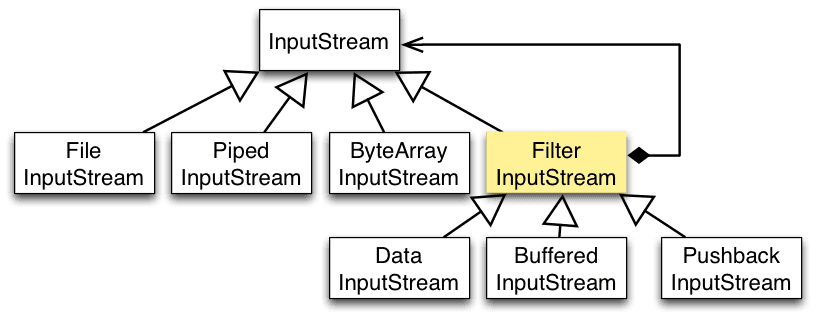 InputStream
File
InputStream
Piped
InputStream
ByteArray
InputStream
Filter
InputStream
Data
InputStream
Buffered
InputStream
Pushback
InputStream